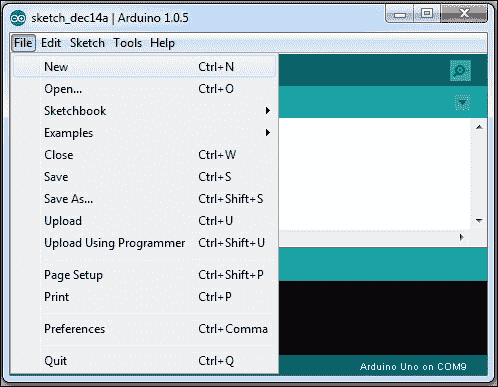 sketch_dec14a | Arduino 1.0.5
File Edit Sketch Tools Help
New Ctrl+N
Open... Ctrl+O
Sketchbook
Examples
Close Ctrl+W
Save Ctrl+S
Save As... Ctrl+Shift+S
Upload Ctrl+U
Upload Using Programmer Ctrl+Shift+U
Page Setup Ctrl+Shift+P
Print Ctrl+P
Preferences Ctrl+Comma
Quit Ctrl+Q
Arduino Uno on COM9